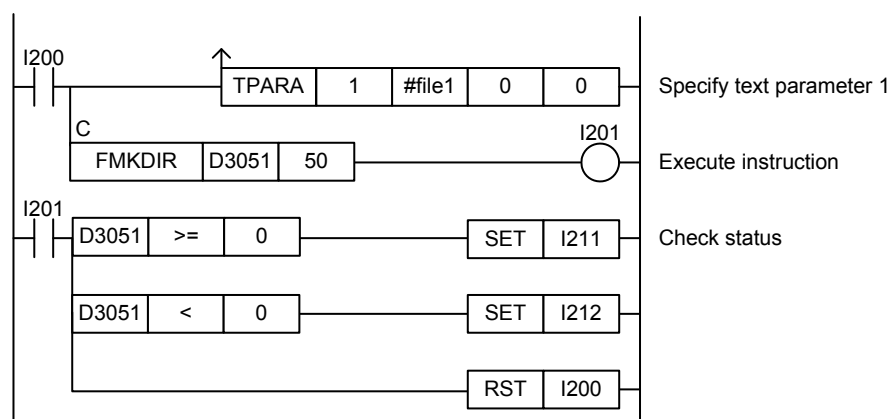 I200
TPARA 1 #file1 0 0 Specify text parameter 1
C I201
FMKDIR D3051 50 Execute instruction
I201
D3051 >= 0 SET I211 Check status
D3051 < 0 SET I212
RST I200